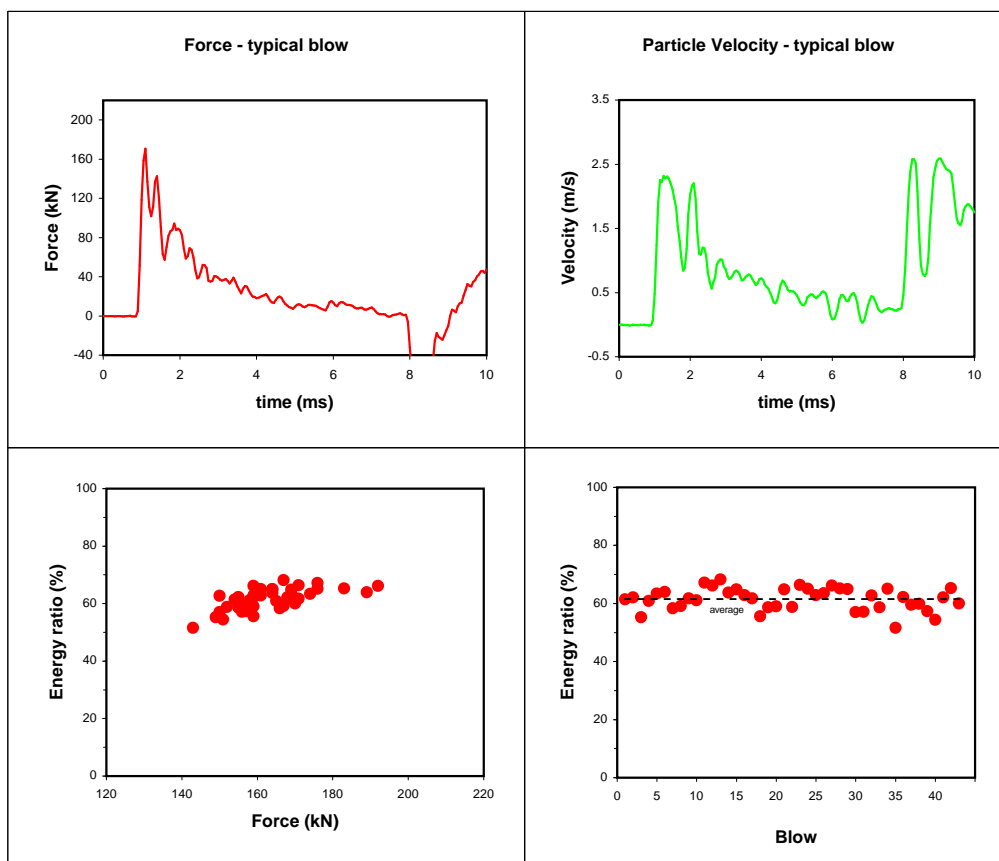 Force - typical blow
200
160
120
80
40
0
-40
Force (kN)
0 2 4 6 8 10
time (ms)
Particle Velocity - typical blow
3.5
2.5
1.5
0.5
-0.5
Velocity (m/s)
0 2 4 6 8 10
time (ms)
100
80
60
40
20
0
Energy ratio (%)
120 140 160 180 200 220
Force (kN)
100
80
60
40
20
0
Energy ratio (%)
average
0 5 10 15 20 25 30 35 40
Blow